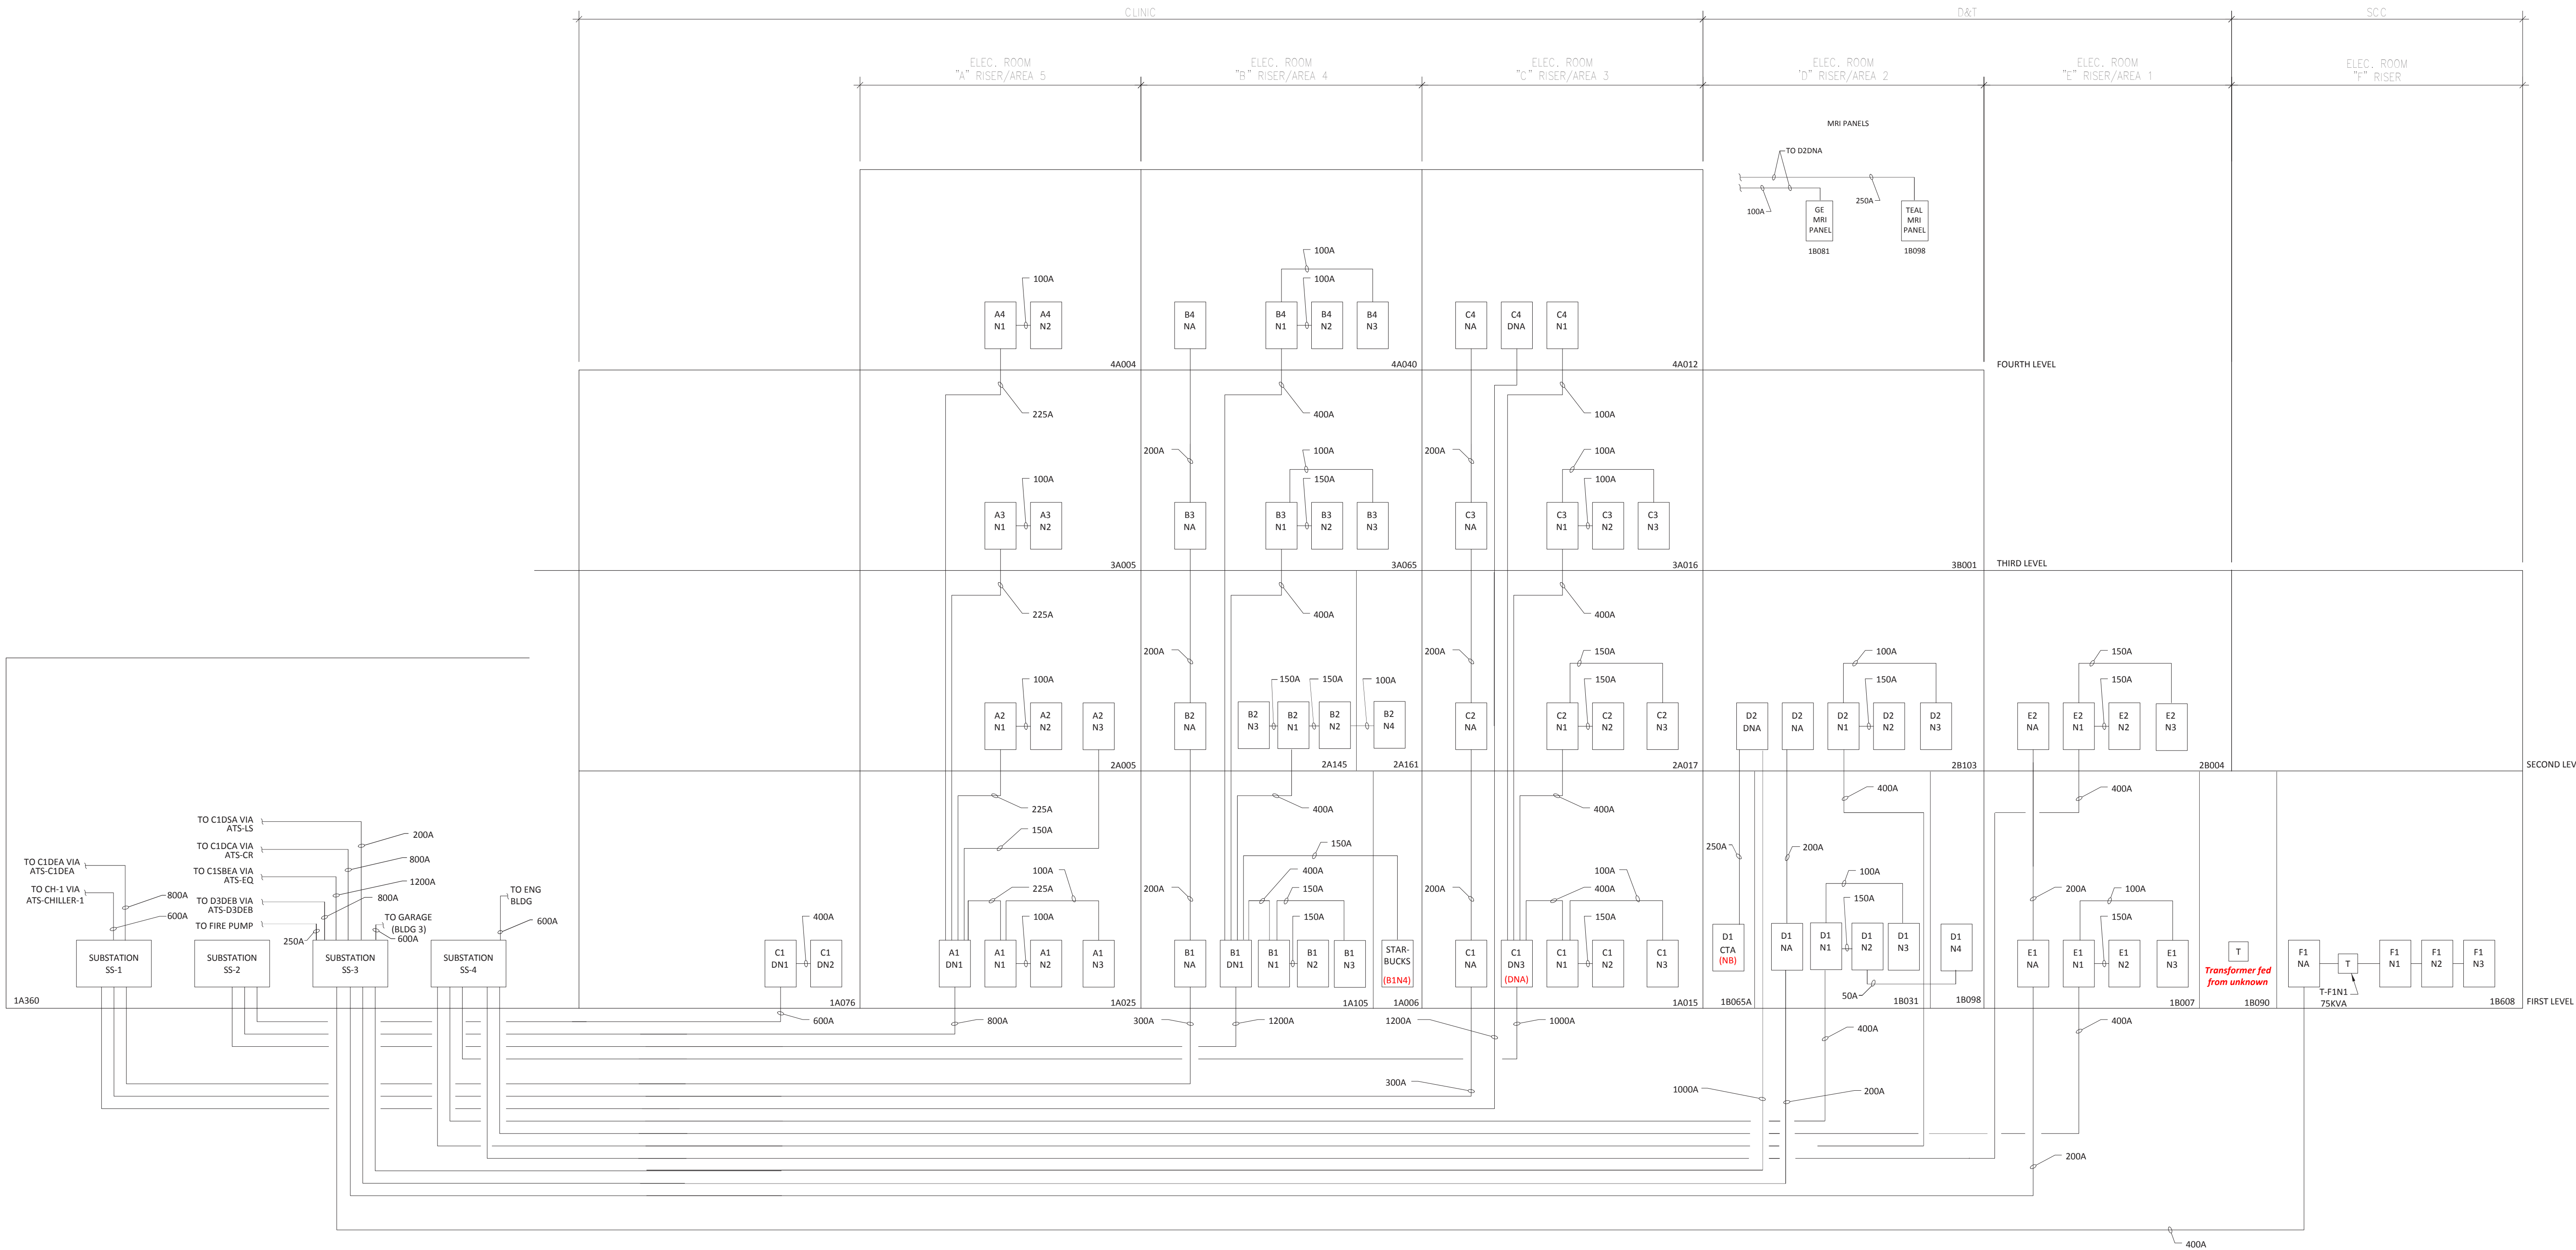 CLINIC
D&T
SCC
ELEC. ROOM
"A" RISER/AREA 5
ELEC. ROOM
"B" RISER/AREA 4
ELEC. ROOM
"C" RISER/AREA 3
ELEC. ROOM
'D" RISER/AREA 2
ELEC. ROOM
"E" RISER/AREA 1
ELEC. ROOM
"F" RISER
MRI PANELS
TO D2DNA
100A
250A
GE
MRI
PANEL
1B081
TEAL
MRI
PANEL
1B098
100A
A4
N1
A4
N2
4A004
B4
NA
100A
100A
B4
N1
B4
N2
B4
N3
4A040
C4
NA
C4
DNA
C4
N1
4A012
FOURTH LEVEL
225A
400A
100A
200A
200A
100A
A3
N1
A3
N2
3A005
B3
NA
100A
150A
B3
N1
B3
N2
B3
N3
3A065
C3
NA
100A
100A
C3
N1
C3
N2
C3
N3
3A016
3B001
THIRD LEVEL
225A
400A
400A
200A
200A
100A
A2
N1
A2
N2
A2
N3
2A005
B2
NA
150A
150A
100A
B2
N3
B2
N1
B2
N2
B2
N4
2A145
2A161
C2
NA
150A
150A
C2
N1
C2
N2
C2
N3
2A017
D2
DNA
D2
NA
100A
150A
D2
N1
D2
N2
D2
N3
2B103
E2
NA
150A
150A
E2
N1
E2
N2
E2
N3
2B004
SECOND LEV
TO C1DSA VIA
ATS-LS
200A
TO C1DCA VIA
ATS-CR
800A
TO C1SBEA VIA
ATS-EQ
1200A
TO D3DEB VIA
ATS-D3DEB
800A
TO FIRE PUMP
250A
TO GARAGE
(BLDG 3)
600A
TO C1DEA VIA
ATS-C1DEA
800A
TO CH-1 VIA
ATS-CHILLER-1
600A
TO ENG
BLDG
600A
SUBSTATION
SS-1
SUBSTATION
SS-2
SUBSTATION
SS-3
SUBSTATION
SS-4
1A360
400A
C1
DN1
C1
DN2
1A076
225A
150A
100A
225A
100A
A1
DN1
A1
N1
A1
N2
A1
N3
1A025
200A
400A
150A
400A
150A
150A
B1
NA
B1
DN1
B1
N1
B1
N2
B1
N3
1A105
STAR-
BUCKS
(B1N4)
1A006
200A
400A
100A
400A
150A
C1
NA
C1
DN3
(DNA)
C1
N1
C1
N2
C1
N3
1A015
250A
200A
400A
100A
150A
D1
CTA
(NB)
1B065A
D1
NA
D1
N1
D1
N2
D1
N3
50A
1B031
D1
N4
1B098
400A
200A
100A
150A
E1
NA
E1
N1
E1
N2
E1
N3
1B007
T
Transformer fed
from unknown
1B090
F1
NA
T
T-F1N1
75KVA
F1
N1
F1
N2
F1
N3
1B608
FIRST LEVEL
600A
800A
300A
1200A
1200A
1000A
400A
400A
300A
1000A
200A
200A
400A